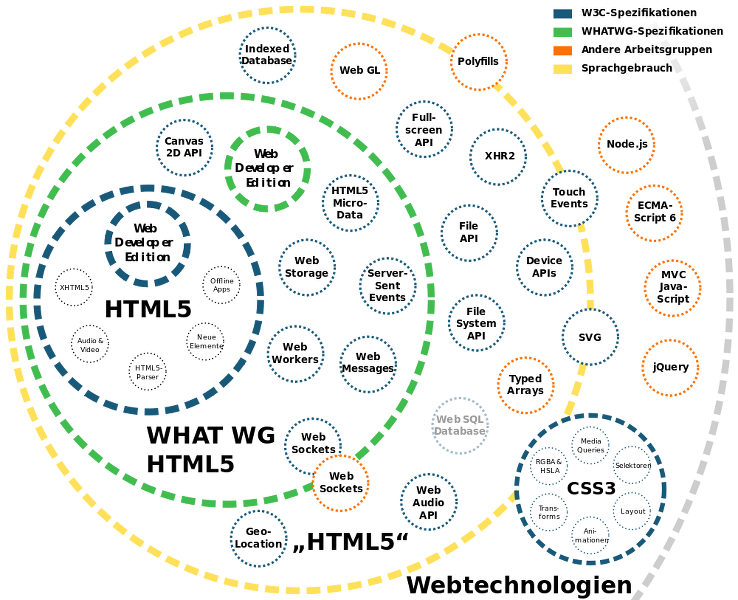 W3C-Spezifikationen
WHATWG-Spezifikationen
Andere Arbeitsgruppen
Sprachgebrauch
Indexed
Database
Web GL
Polyfills
Full-
screen
API
XHR2
Node.js
Canvas
2D API
Web
Developer
Edition
HTML5
Micro-
Data
Touch
Events
ECMA-
Script 6
Web
Developer
Edition
File
API
Web
Storage
Server-
Sent
Events
Device
APIs
MVC
Java-
Script
XHTML5
Offline
Apps
HTML5
Audio &
Video
Neue
Elemente
HTML5-
Parser
File
System
API
SVG
Web
Workers
Web
Messages
Typed
Arrays
jQuery
WHAT WG
HTML5
Web
Sockets
Web SQL
Database
Web
Sockets
Media
Queries
RGBA &
HSLA
Selektoren
CSS3
Trans-
forms
Layout
Ani-
mationen
Web
Audio
API
Geo-
Location
„HTML5“
Webtechnologien